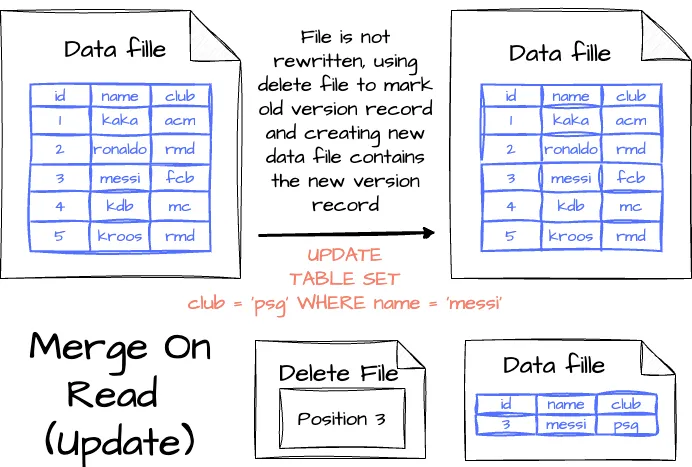 Data fille
id name club
1 kaka acm
2 ronaldo rmd
3 messi fcb
4 kdb mc
5 kroos rmd
File is not
rewritten, using
delete file to mark
old version record
and creating new
data file contains
the new version
record
UPDATE
TABLE SET
club = 'psg' WHERE name = 'messi'
Data fille
id name club
1 kaka acm
2 ronaldo rmd
3 messi fcb
4 kdb mc
5 kroos rmd
Merge On
Read
(Update)
Delete File
Position 3
Data fille
id name club
3 messi psg